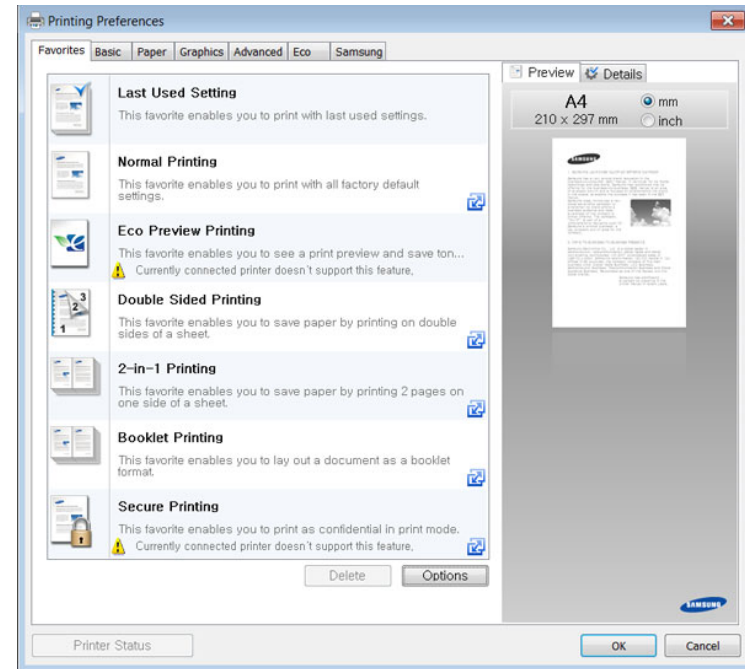 Printing Preferences
Favorites Basic Paper Graphics Advanced Eco Samsung
Last Used Setting
This favorite enables you to print with last used settings.
Normal Printing
This favorite enables you to print with all factory default
settings.
Eco Preview Printing
This favorite enables you to see a print preview and save ton...
Currently connected printer doesn't support this feature,
Double Sided Printing
This favorite enables you to save paper by printing on double
sides of a sheet.
2-in-1 Printing
This favorite enables you to save paper by printing 2 pages on
one side of a sheet.
Booklet Printing
This favorite enables you to lay out a document as a booklet
format.
Secure Printing
This favorite enables you to print as confidential in print mode.
Currently connected printer doesn't support this feature,
Delete Options
Printer Status
Preview Details
A4 mm
210 x 297 mm inch
SAMSUNG
SAMSUNG
OK Cancel
1
2
3